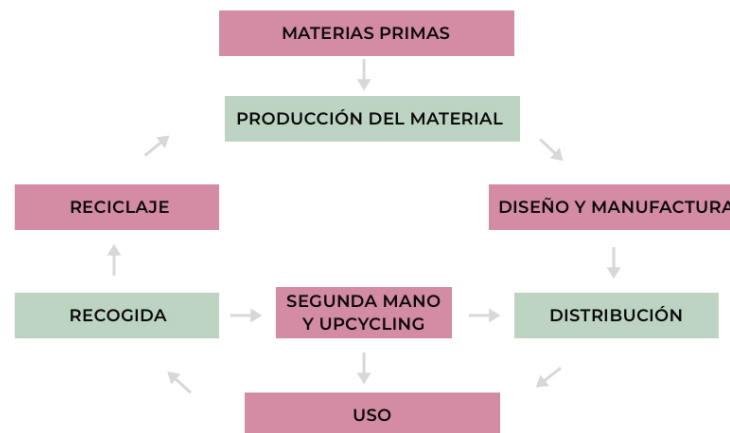 MATERIAS PRIMAS
PRODUCCIÓN DEL MATERIAL
RECICLAJE
DISEÑO Y MANUFACTURA
RECOGIDA
SEGUNDA MANO
Y UPCYCLING
DISTRIBUCIÓN
USO